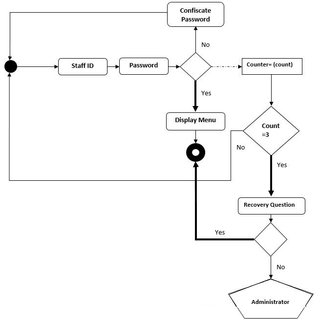 Confiscate
Password
No
Staff ID
Password
Counter= (count)
Yes
Display Menu
Count
=3
No
Yes
Recovery Question
Yes
No
Administrator